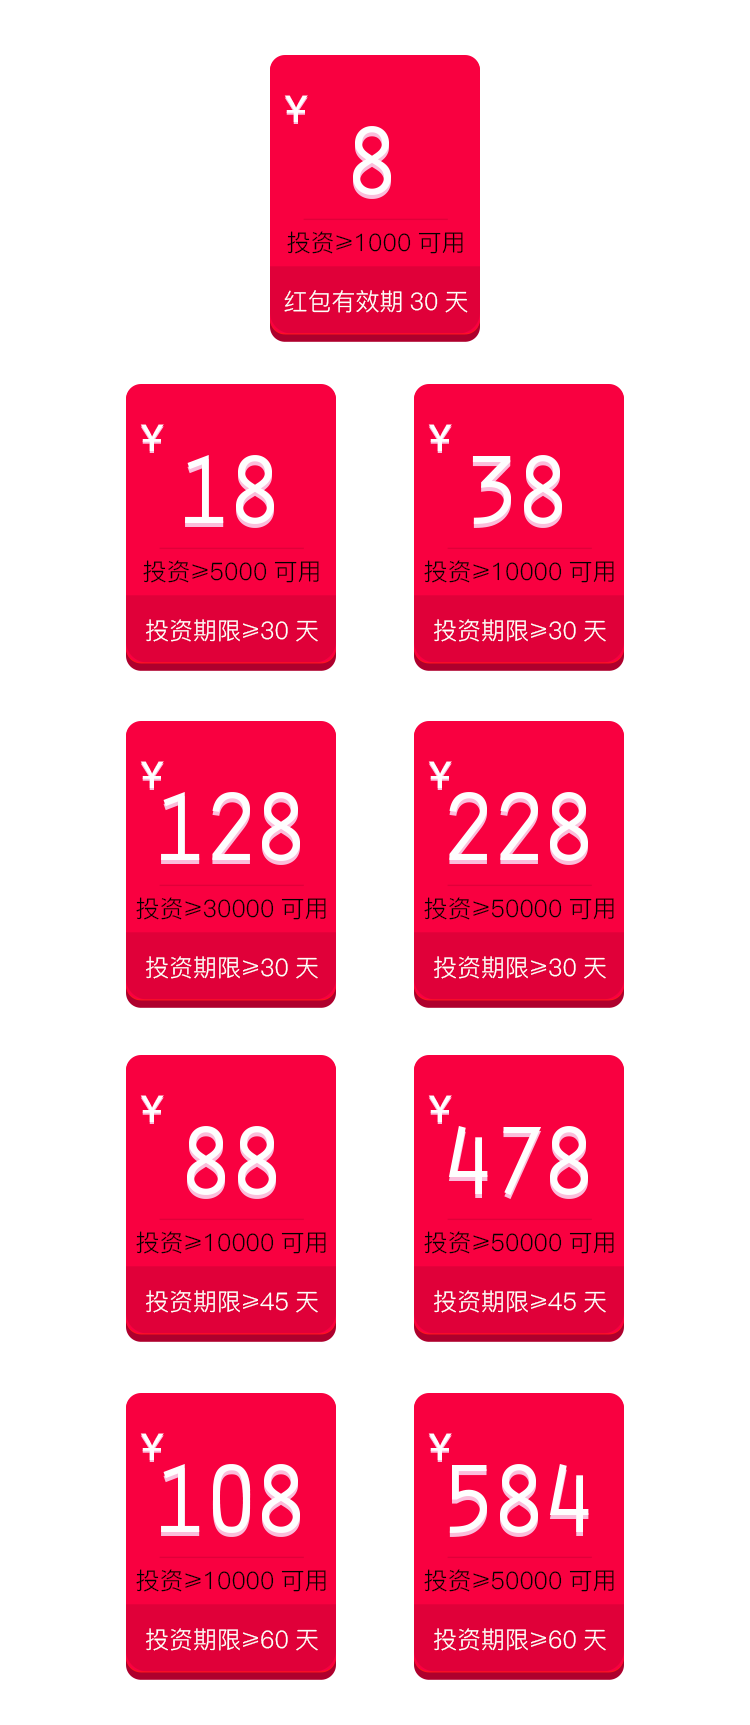 ¥
8
投资≥1000 可用
红包有效期 30 天
¥
18
投资≥5000 可用
投资期限≥30 天
¥
38
投资≥10000 可用
投资期限≥30 天
¥
128
投资≥30000 可用
投资期限≥30 天
¥
228
投资≥50000 可用
投资期限≥30 天
¥
88
投资≥10000 可用
投资期限≥45 天
¥
478
投资≥50000 可用
投资期限≥45 天
¥
108
投资≥10000 可用
投资期限≥60 天
¥
584
投资≥50000 可用
投资期限≥60 天